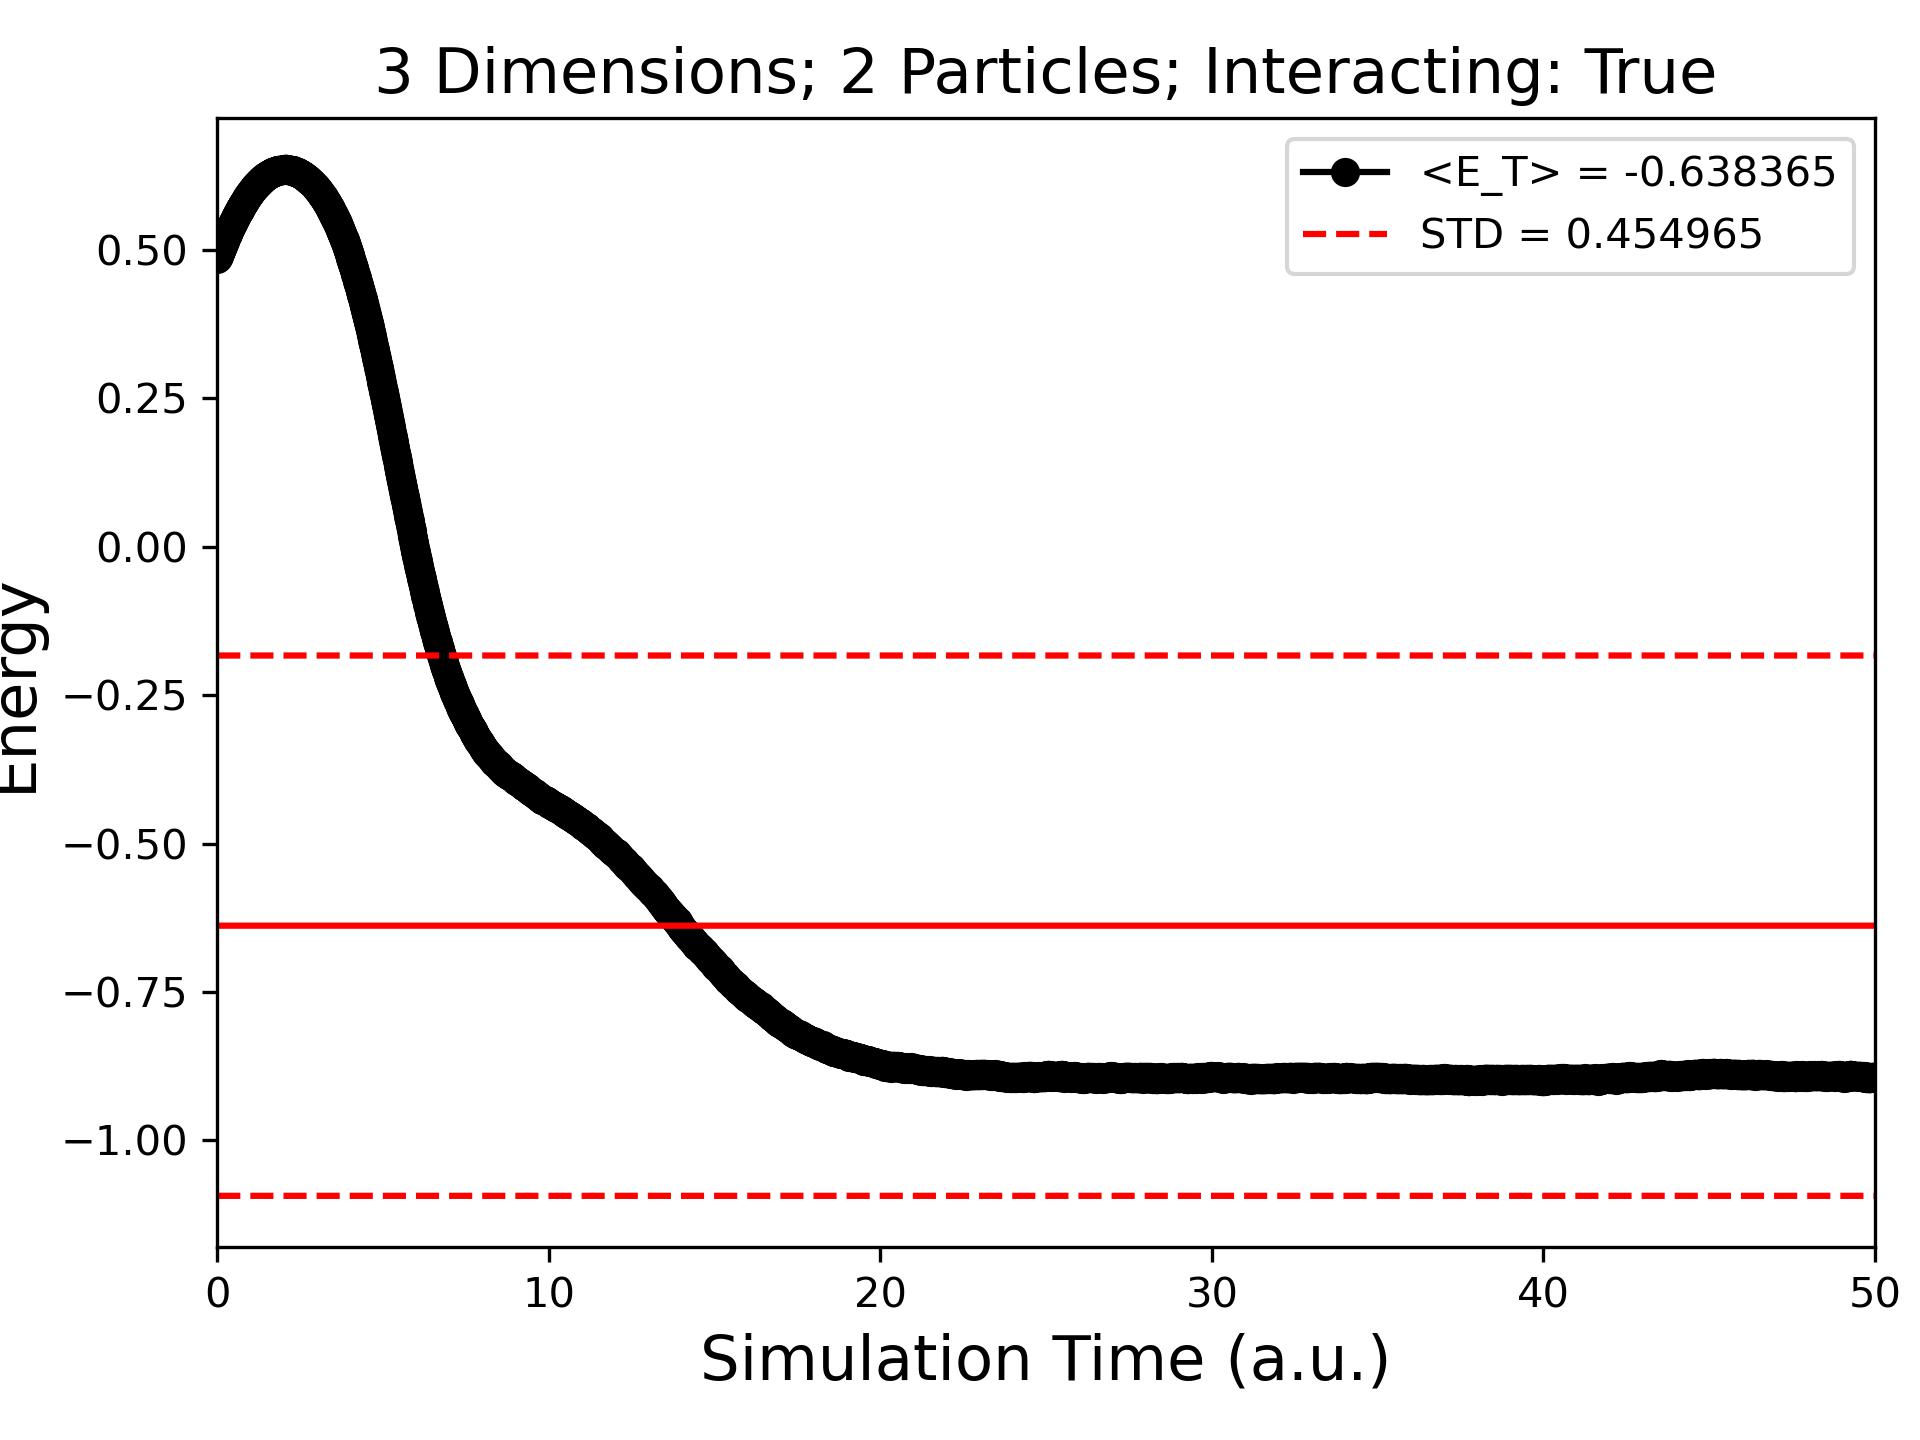 3 Dimensions; 2 Particles; Interacting: True
<E_T> = -0.638365
STD = 0.454965
Energy
0.50
0.25
0.00
−0.25
−0.50
−0.75
−1.00
0 10 20 30 40 50
Simulation Time (a.u.)